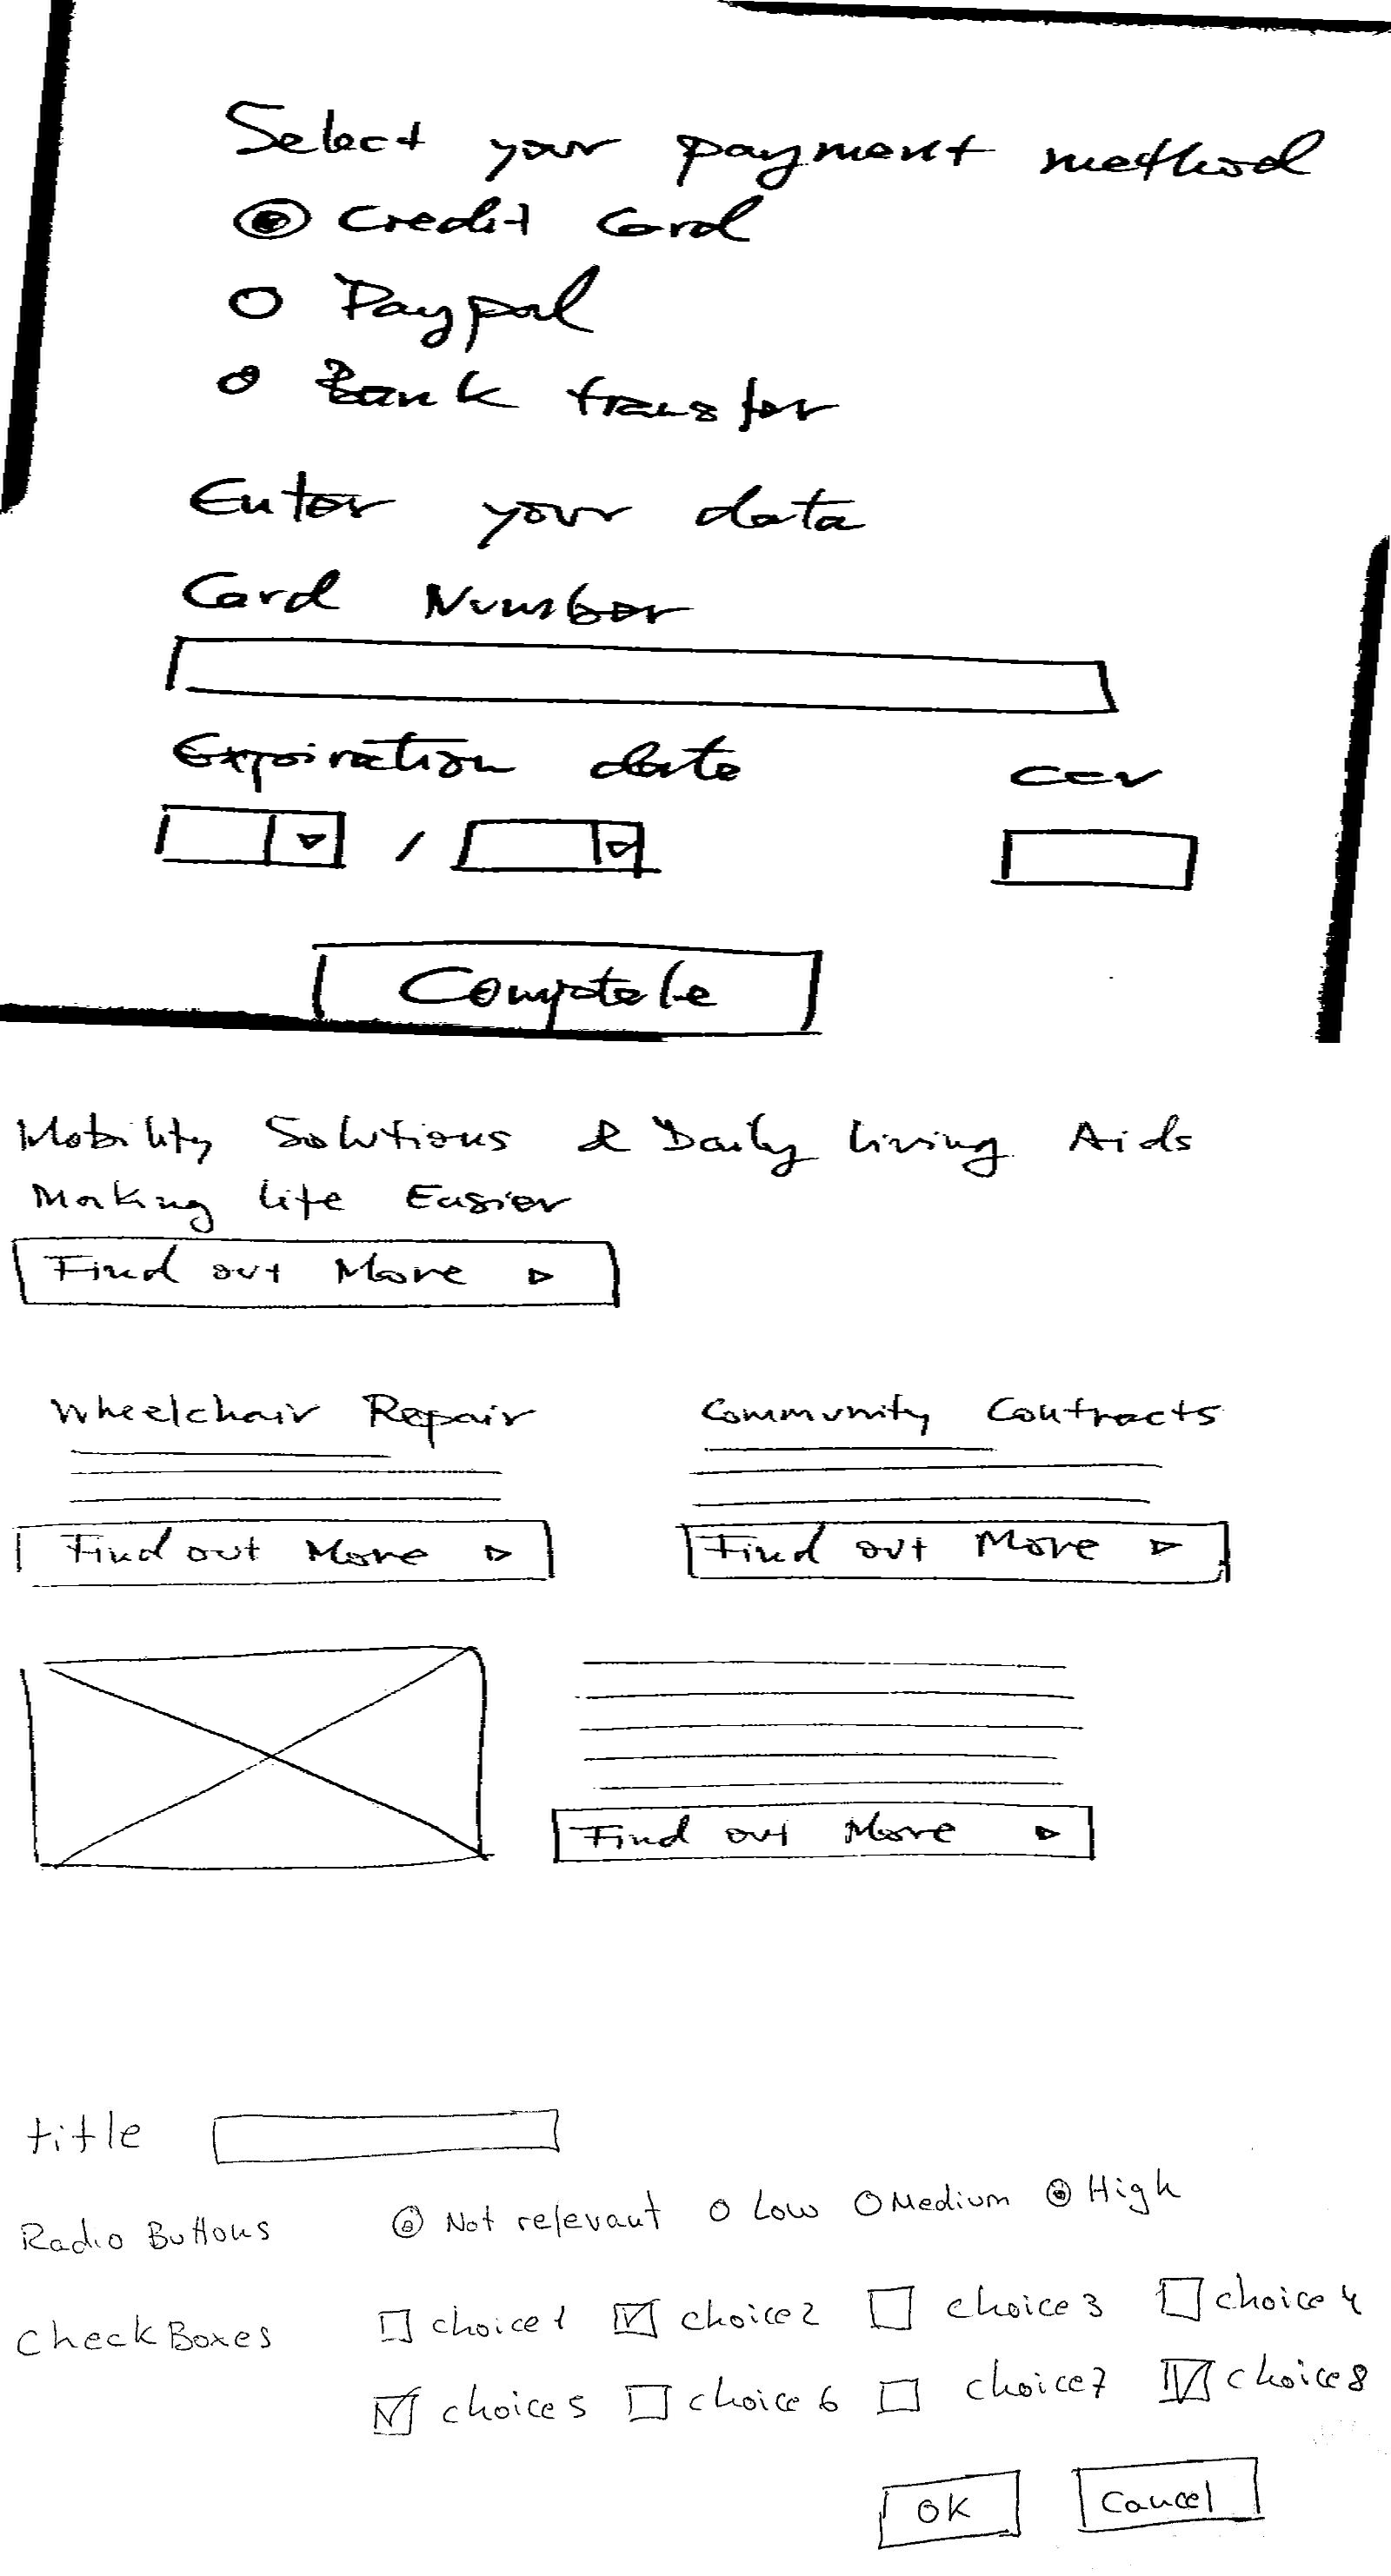 Select your payment method
Credit Card
Paypal
Bank transfer
Enter your data
Card Number
Expiration date ccv
/
Complete
Mobility Solutions & Daily Living Aids
Making life Easier
Find out More
Wheelchair Repair Community Contracts
Find out More Find out More
Find out More
title
Radio Buttons Not relevant Low Medium High
CheckBoxes choice 1 choice 2 choice 3 choice 4
choice 5 choice 6 choice 7 choice 8
OK Cancel